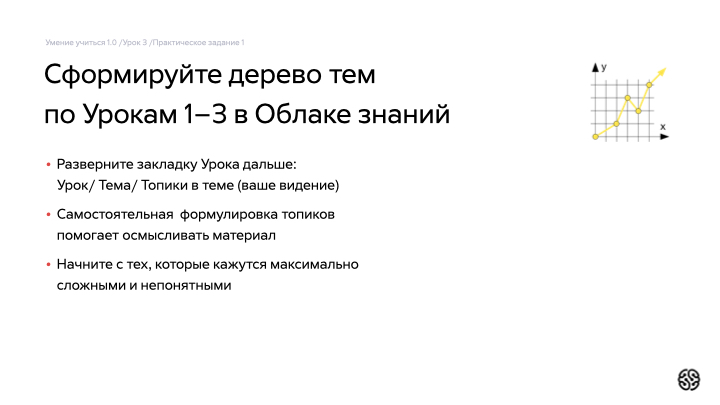 Умение учиться 1.0 /Урок 3 /Практическое задание 1
Сформируйте дерево тем
по Урокам 1–3 в Облаке знаний
y
x
• Разверните закладку Урока дальше:
Урок/ Тема/ Топики в теме (ваше видение)
• Самостоятельная  формулировка топиков
помогает осмысливать материал
• Начните с тех, которые кажутся максимально
сложными и непонятными